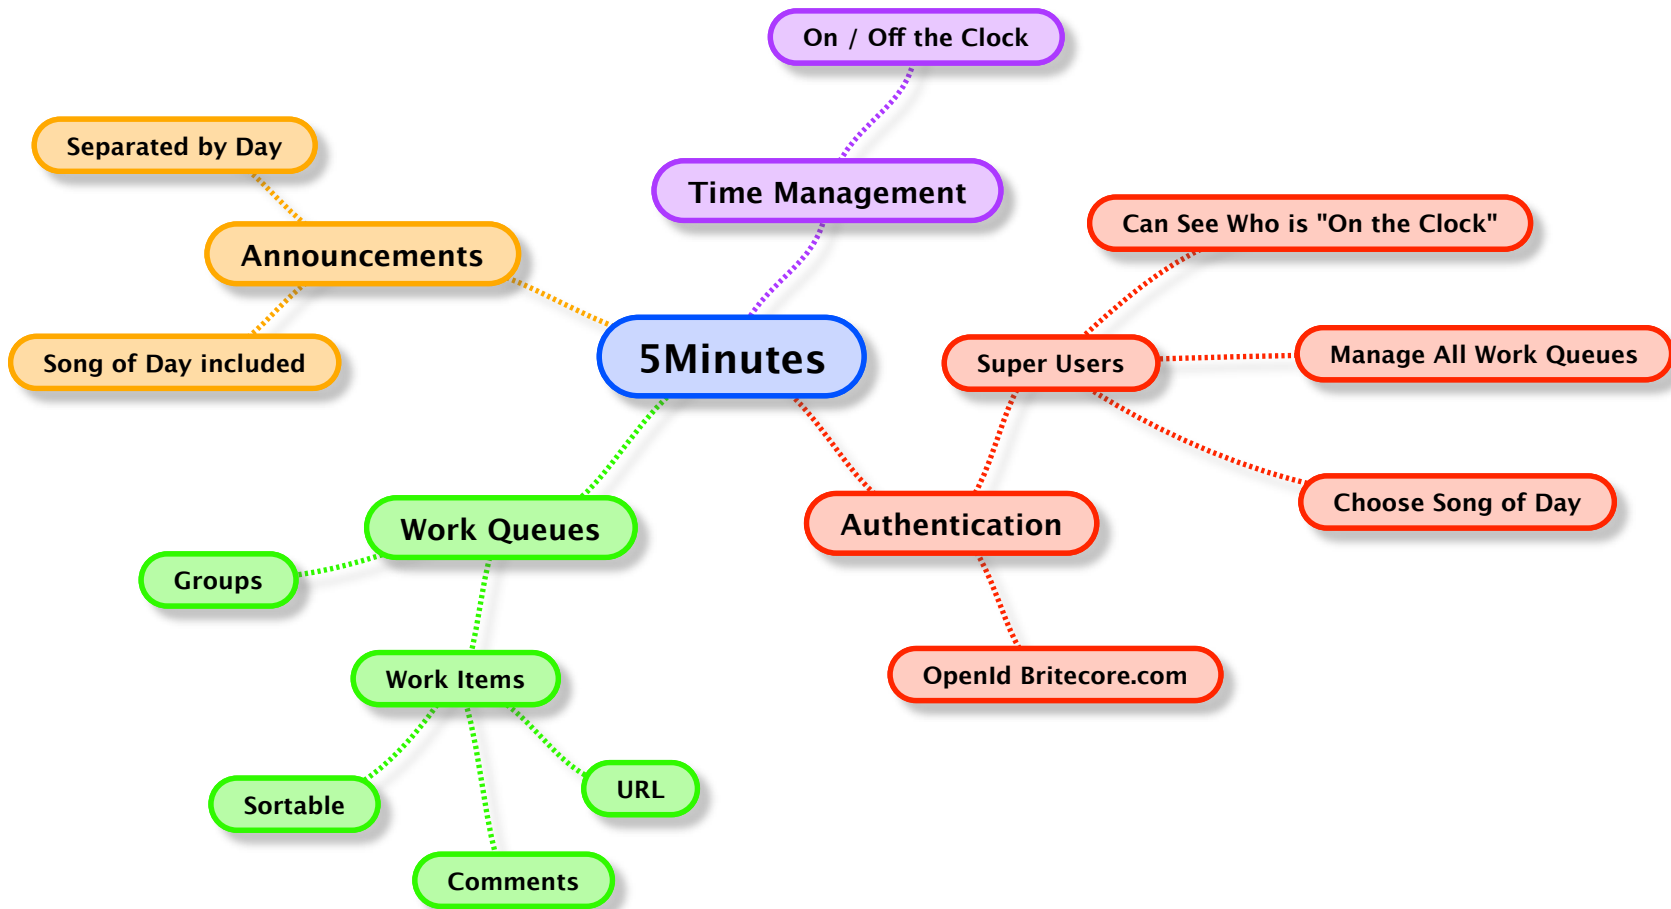 On / Off the Clock
Separated by Day
Time Management
Can See Who is "On the Clock"
Announcements
Song of Day included
5Minutes
Super Users
Manage All Work Queues
Choose Song of Day
Work Queues
Authentication
Groups
Work Items
OpenId Britecore.com
Sortable
URL
Comments